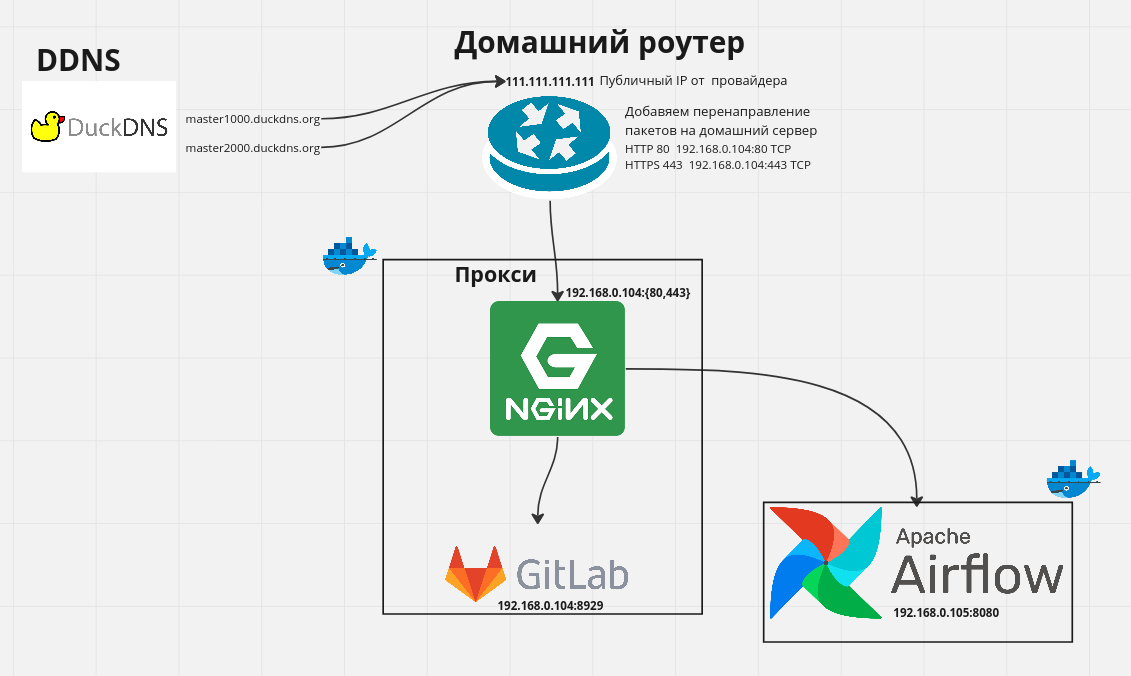 DDNS
DuckDNS
master1000.duckdns.org
master2000.duckdns.org
Домашний роутер
111.111.111.111 Публичный IP от провайдера
Добавяем перенаправление
пакетов на домашний сервер
HTTP 80 192.168.0.104:80 TCP
HTTPS 443 192.168.0.104:443 TCP
Прокси
192.168.0.104:{80,443}
NGiNX
GitLab
192.168.0.104:8929
Apache
Airflow
192.168.0.105:8080